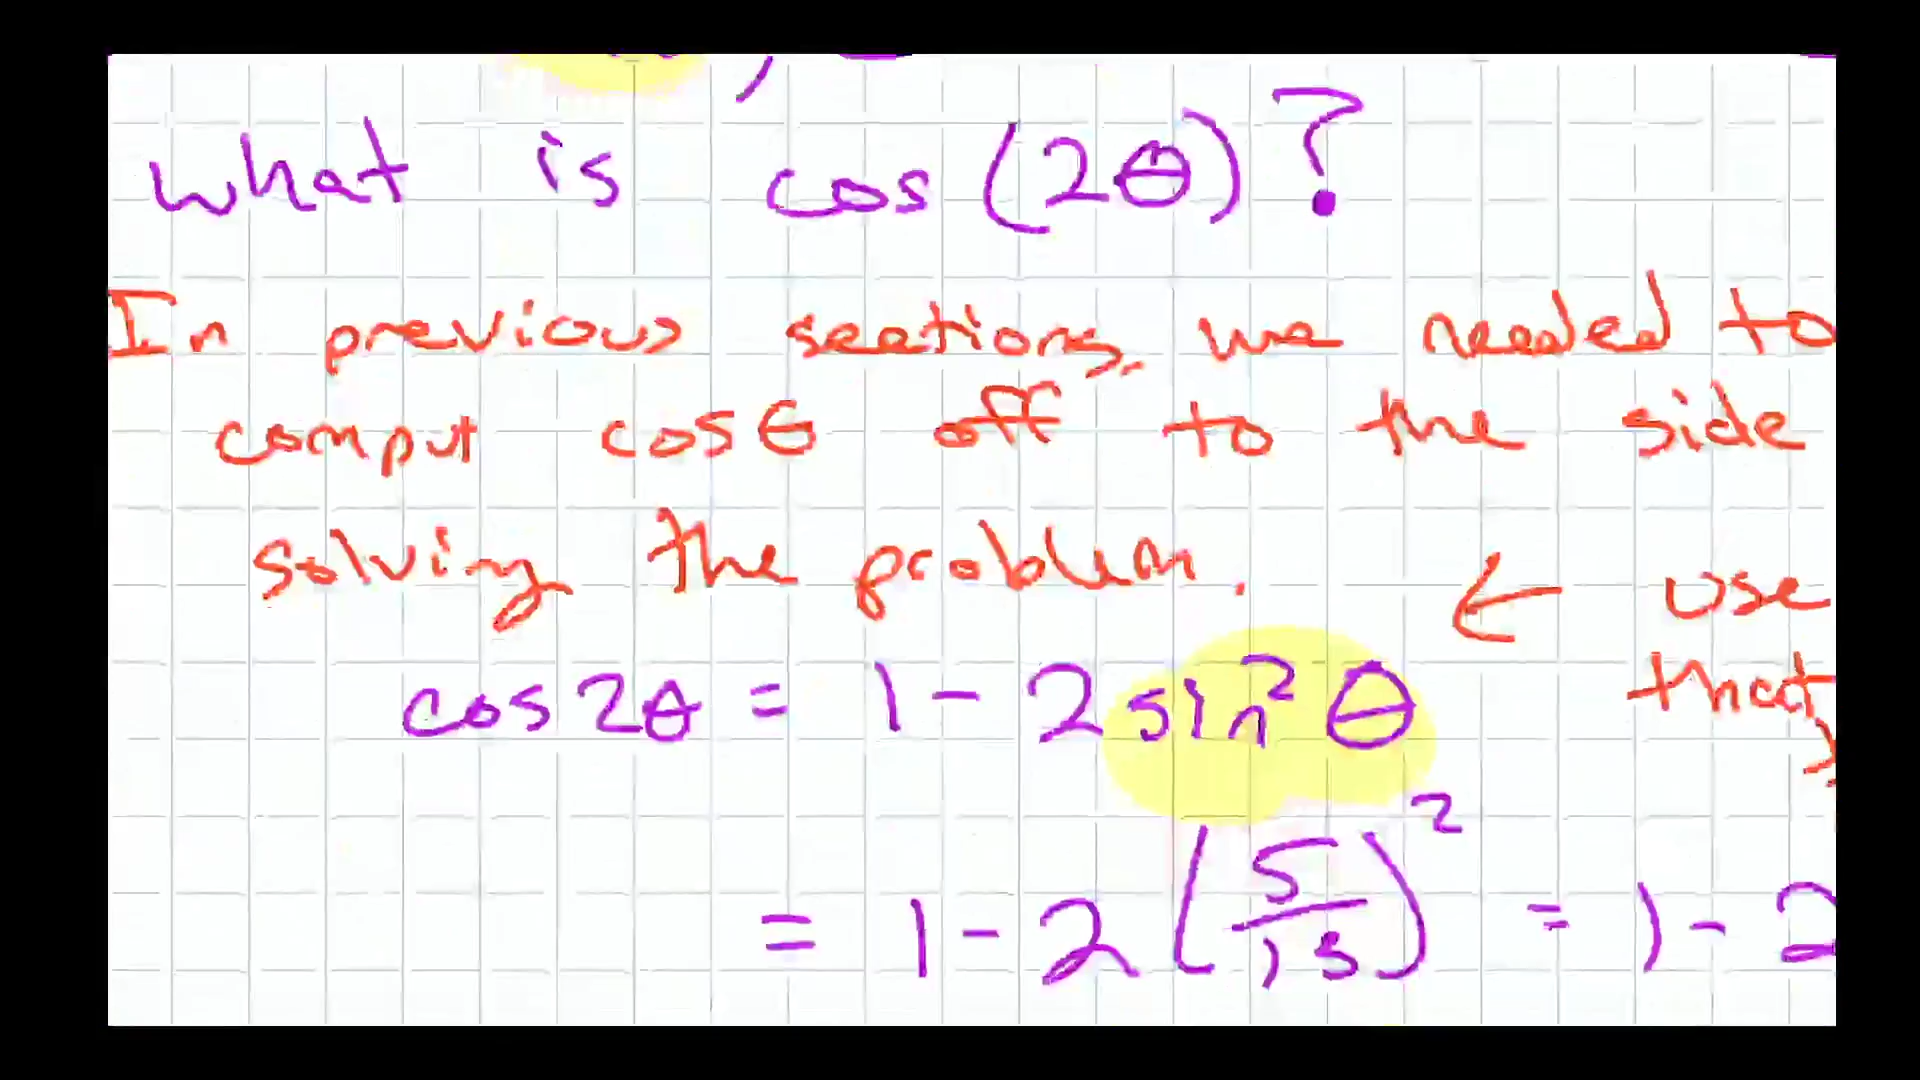 What is cos(2θ)?
In previous sections, we needed to
comput cosθ off to the side
solving the problem. ← use
that
cos2θ = 1 - 2sin²θ
= 1 - 2(5/13)² = 1 - 2